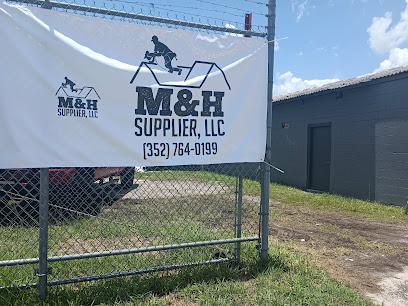 M&H
SUPPLIER, LLC
M&H
SUPPLIER, LLC
(352) 764-0199